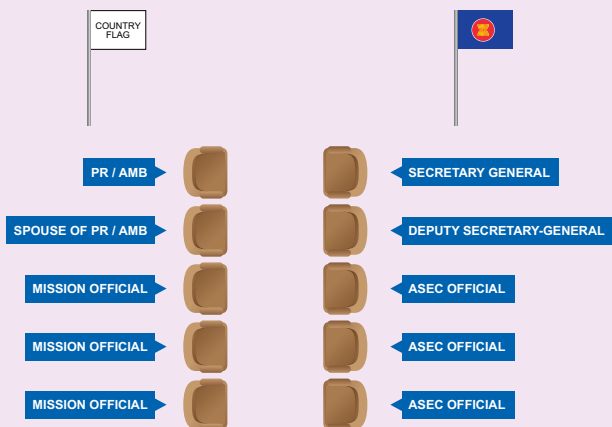 COUNTRY
FLAG
PR / AMB
SECRETARY GENERAL
SPOUSE OF PR / AMB
DEPUTY SECRETARY-GENERAL
MISSION OFFICIAL
ASEC OFFICIAL
MISSION OFFICIAL
ASEC OFFICIAL
MISSION OFFICIAL
ASEC OFFICIAL